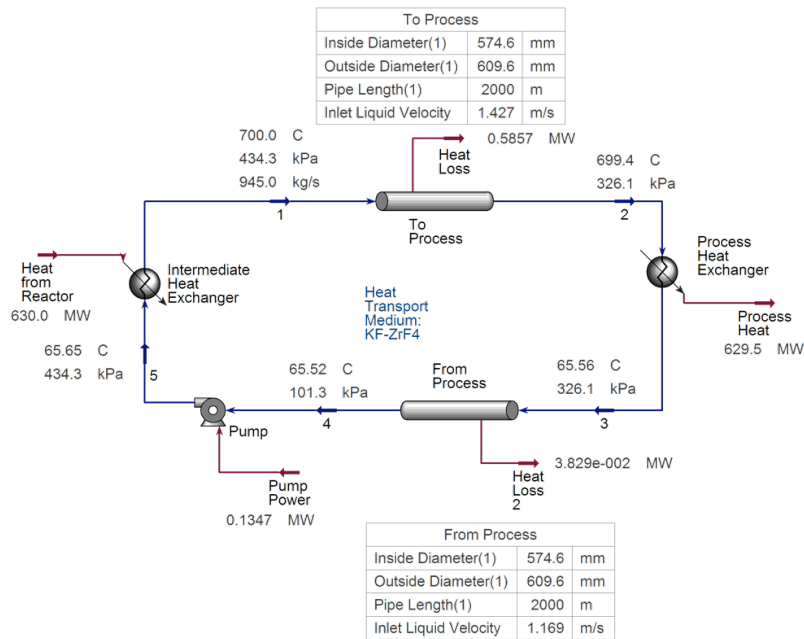 To Process
Inside Diameter(1) 574.6 mm
Outside Diameter(1) 609.6 mm
Pipe Length(1) 2000 m
Inlet Liquid Velocity 1.427 m/s
700.0 C
434.3 kPa
945.0 kg/s
1
0.5857 MW
Heat
Loss
To
Process
699.4 C
326.1 kPa
2
Heat
from
Reactor
630.0 MW
Intermediate
Heat
Exchanger
Process
Heat
Exchanger
Heat
Transport
Medium:
KF-ZrF4
Process
Heat
629.5 MW
65.65 C
434.3 kPa
5
65.52 C
101.3 kPa
4
From
Process
65.56 C
326.1 kPa
3
Pump
Pump
Power
0.1347 MW
Heat
Loss
2
3.829e-002 MW
From Process
Inside Diameter(1) 574.6 mm
Outside Diameter(1) 609.6 mm
Pipe Length(1) 2000 m
Inlet Liquid Velocity 1.169 m/s